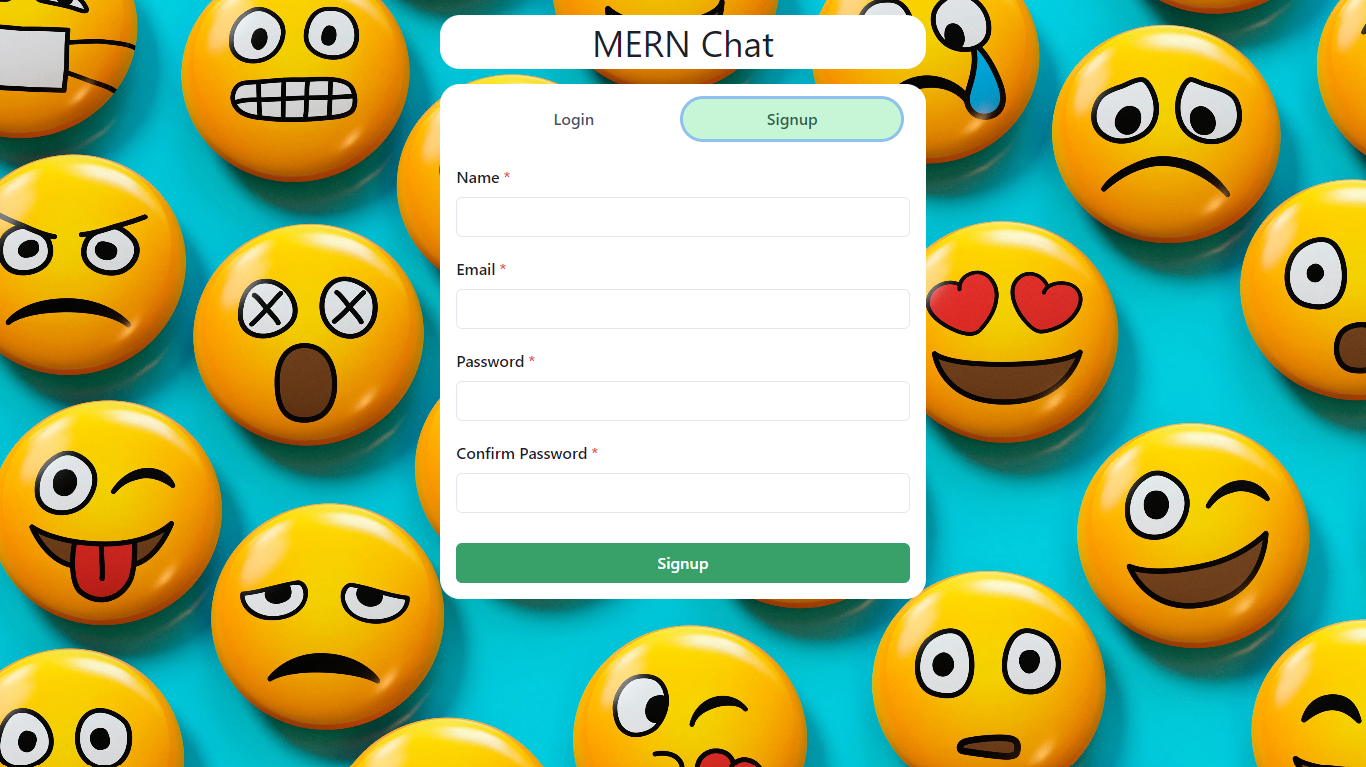 MERN Chat
Login Signup
Name *
Email *
Password *
Confirm Password *
Signup